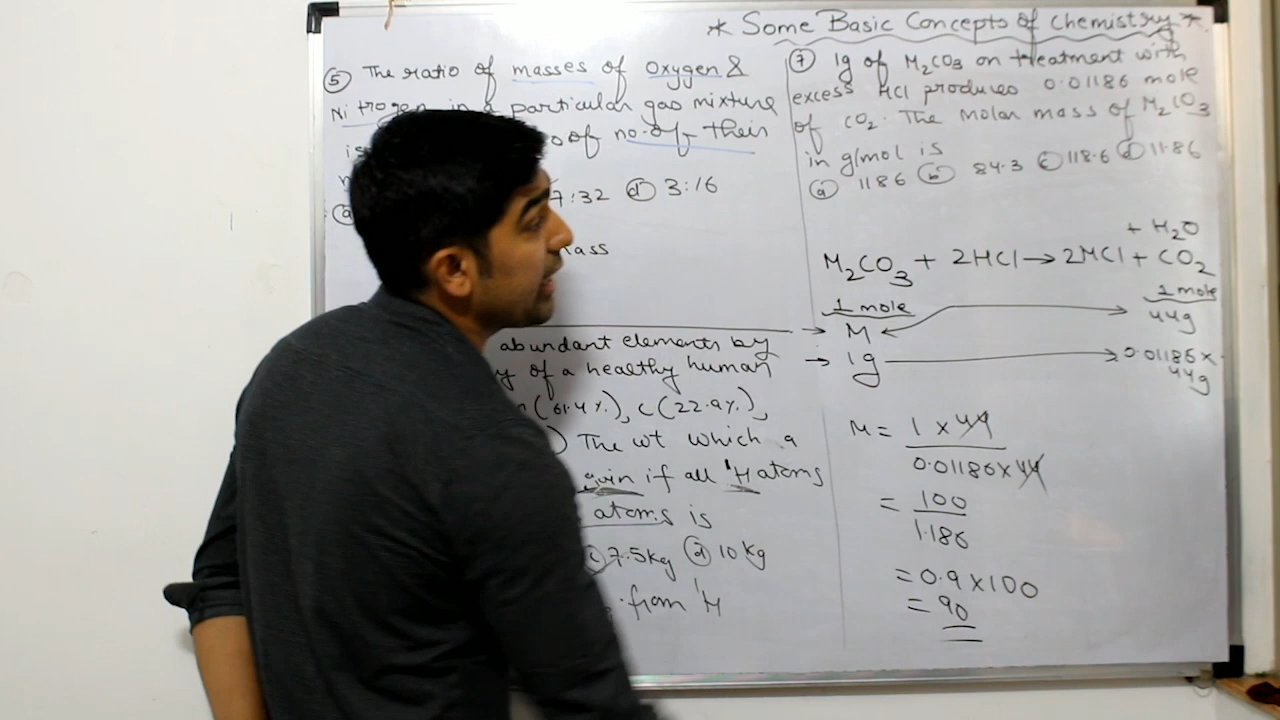 * Some Basic Concepts of Chemistry *
⑤ The ratio of masses of Oxygen &
Nitrogen in a particular gas mixture
is of no. of their
7:32 ⓓ 3:16
mass
abundant elements by
of a healthy human
(61.4%), C (22.9%),
) The wt which a
gain if all ¹H atoms
atoms is
ⓒ 7.5kg ⓓ 10kg
from ¹H
⑦ 1g of M₂CO₃ on treatment with
excess HCl produces 0.01186 mole
of CO₂. The Molar mass of M₂CO₃
in g/mol is
ⓐ 1186 ⓑ 84.3 ⓒ 118.6 ⓓ 11.86
+ H₂O
M₂CO₃ + 2HCl → 2MCl + CO₂
1 mole 1 mole
M 44g
1g 0.01186 ×
44g
M = 1 × 44
0.01186 × 44
= 100
1.186
= 0.9 × 100
= 90